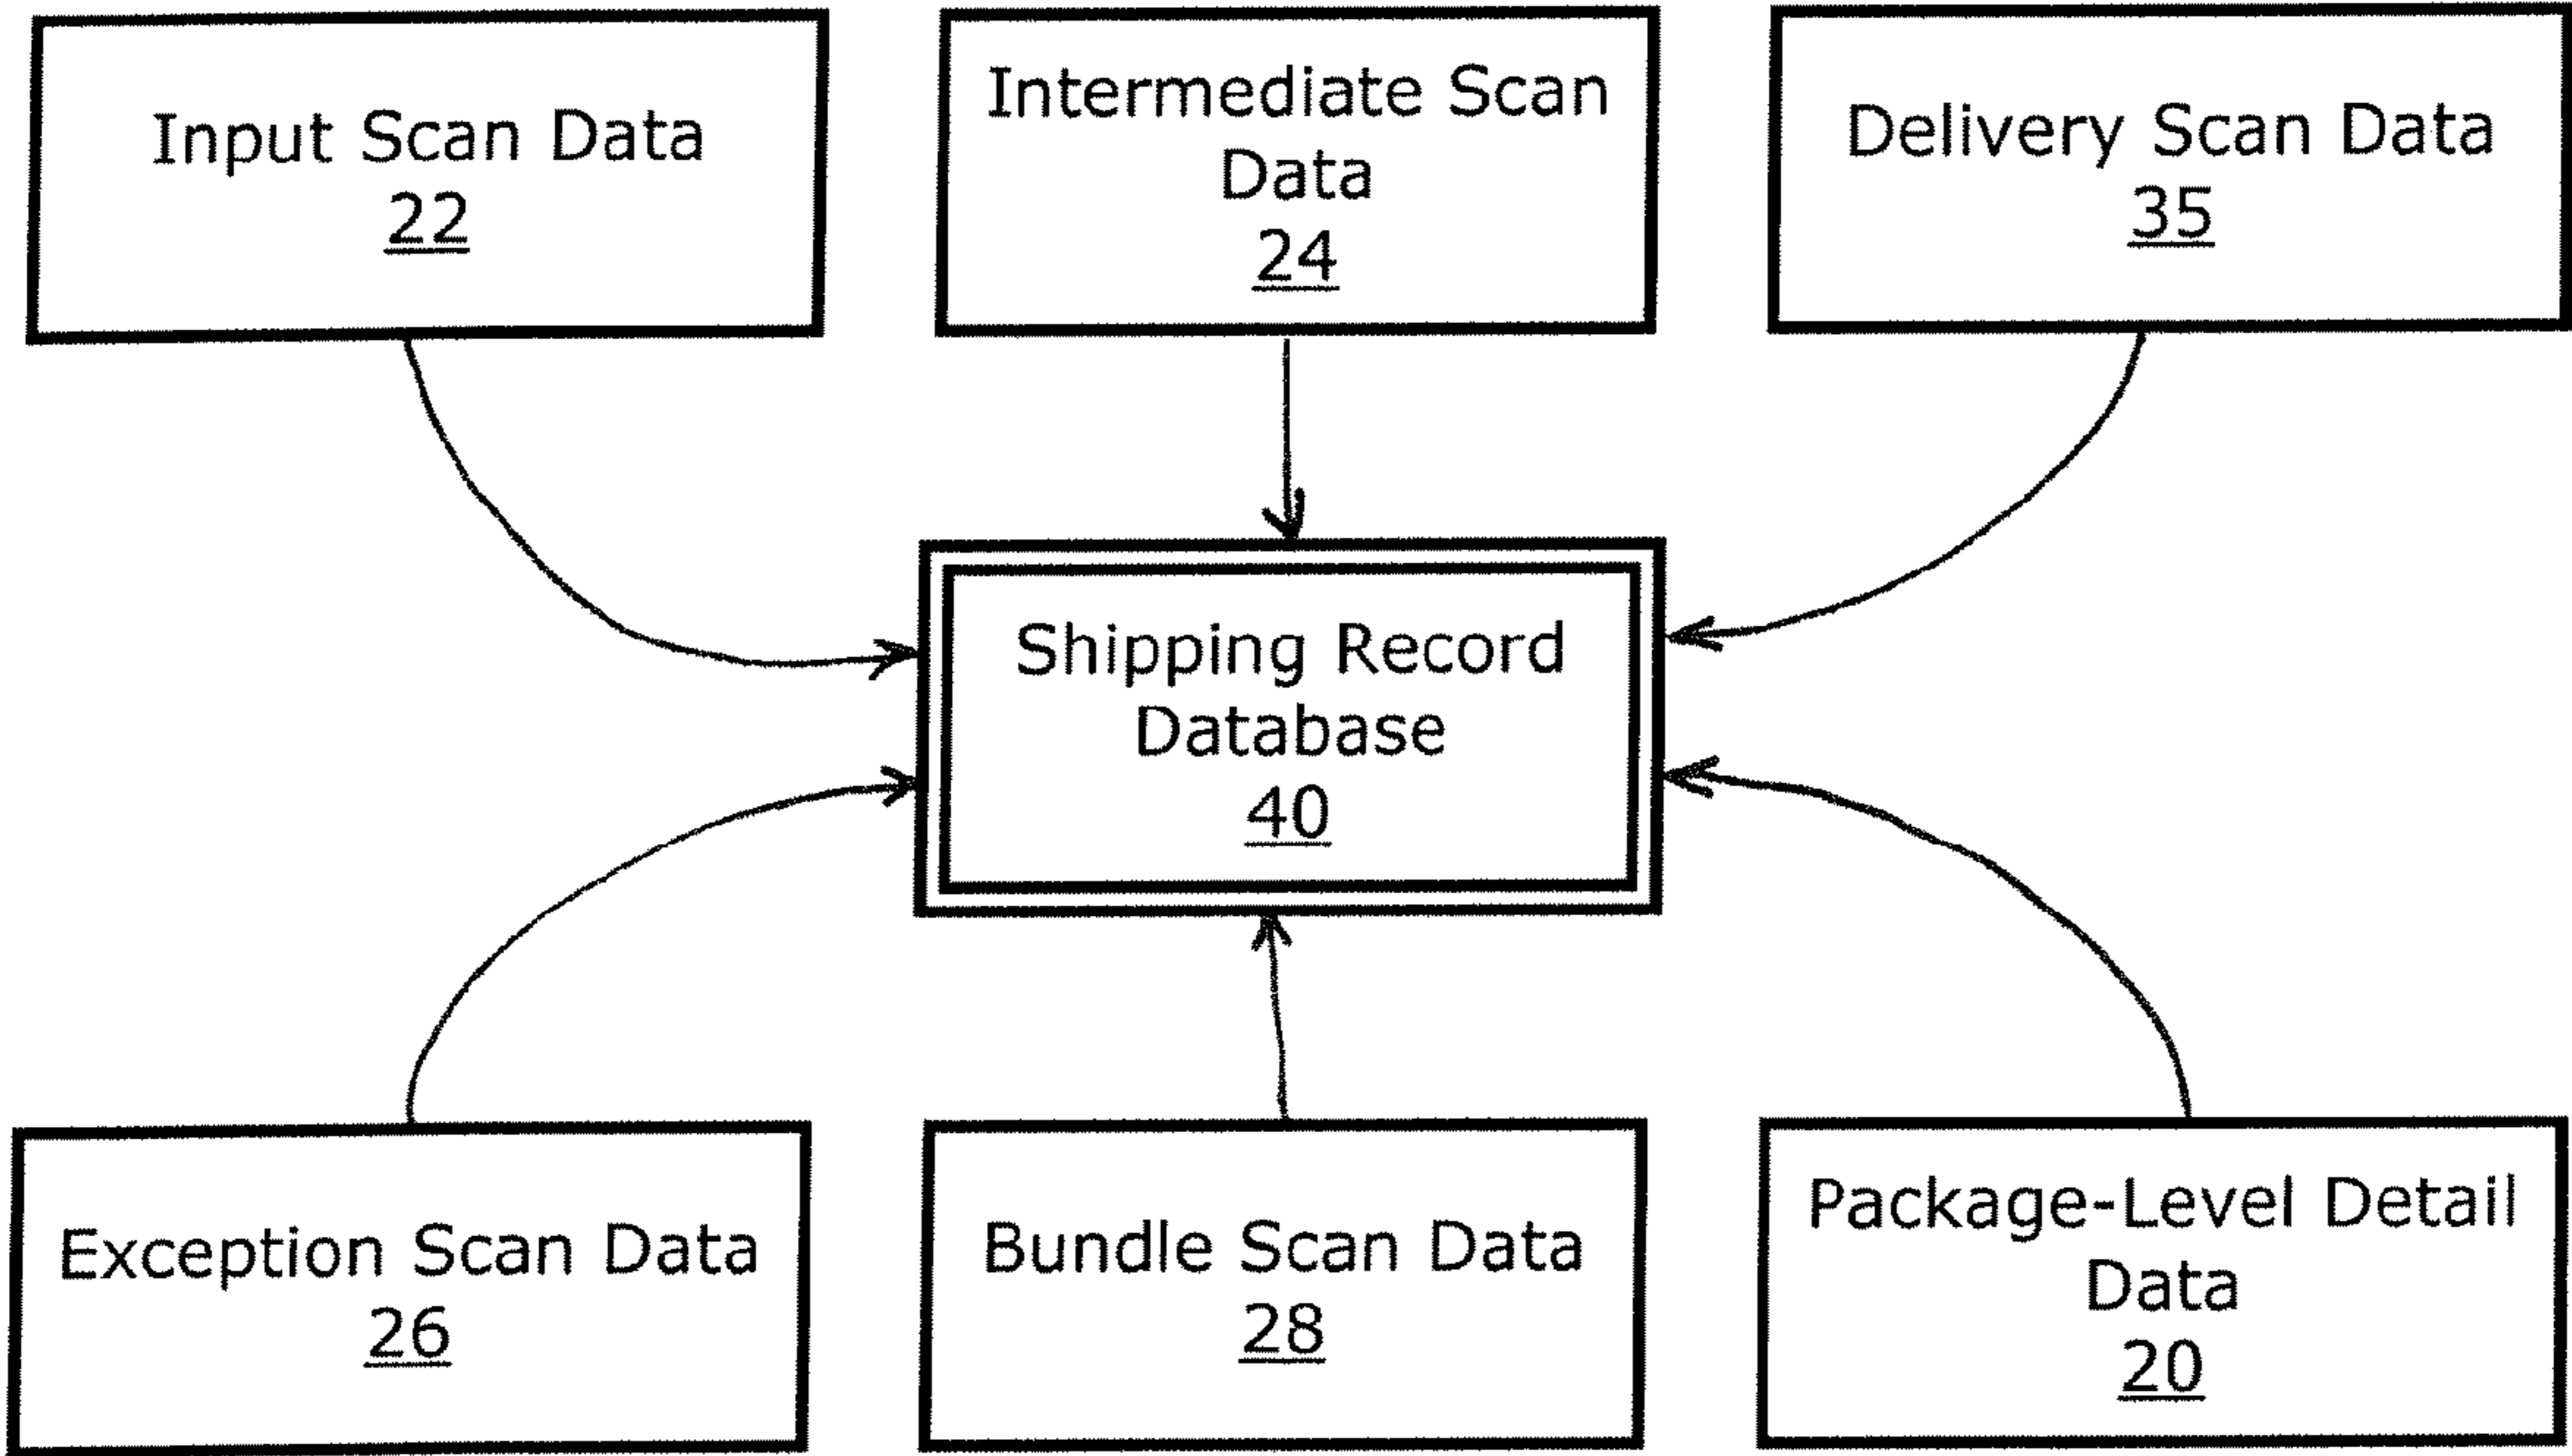 Input Scan Data
22
Intermediate Scan
Data
24
Delivery Scan Data
35
Shipping Record
Database
40
Exception Scan Data
26
Bundle Scan Data
28
Package-Level Detail
Data
20